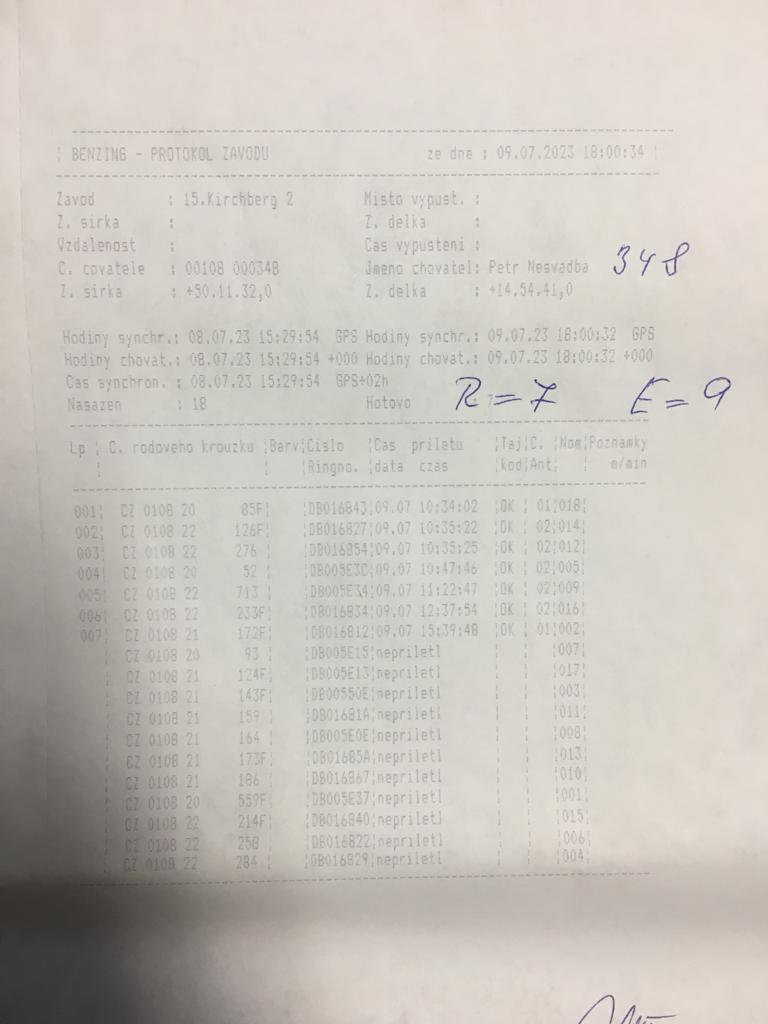 BENZING - PROTOKOL ZAVODU ze dne : 09.07.2023 18:00:34
Zavod : 15.Kirchberg 2 Misto vypust. :
Z. sirka : Z. delka :
Vzdalenost : Cas vypusteni :
C. covatele : 00108 000348 Jmeno chovatel: Petr Nesvadba 348
Z. sirka : +50.11.32,0 Z. delka : +14.54.41,0
Hodiny synchr.: 08.07.23 15:29:54 GPS Hodiny synchr.: 09.07.23 18:00:32 GPS
Hodiny chovat.: 08.07.23 15:29:54 +000 Hodiny chovat.: 09.07.23 18:00:32 +000
Cas synchron. : 08.07.23 15:29:54 GPS+02h
Nasazen : 18 Hotovo : 7 R=7 E=9
Lp ¦ C. rodoveho krouzku ¦Barv¦Cislo ¦Cas priletu ¦Taj¦C. ¦Nom¦Poznamky
¦ ¦ ¦Ringno. ¦data czas ¦kod¦Ant¦ ¦ m/min
001¦ CZ 0108 20 85F¦ ¦DB016843¦09.07 10:34:02 ¦OK ¦ 01¦018¦
002¦ CZ 0108 22 126F¦ ¦DB016827¦09.07 10:35:22 ¦OK ¦ 02¦014¦
003¦ CZ 0108 22 276 ¦ ¦DB016854¦09.07 10:35:25 ¦OK ¦ 02¦012¦
004¦ CZ 0108 20 52 ¦ ¦DB005E3C¦09.07 10:47:46 ¦OK ¦ 02¦005¦
005¦ CZ 0108 22 713 ¦ ¦DB005E34¦09.07 11:22:47 ¦OK ¦ 02¦009¦
006¦ CZ 0108 22 233F¦ ¦DB016834¦09.07 12:37:54 ¦OK ¦ 02¦016¦
007¦ CZ 0108 21 172F¦ ¦DB016812¦09.07 15:39:48 ¦OK ¦ 01¦002¦
¦ CZ 0108 20 93 ¦ ¦DB005E15¦nepriletl ¦ ¦ ¦007¦
¦ CZ 0108 21 124F¦ ¦DB005E13¦nepriletl ¦ ¦ ¦017¦
¦ CZ 0108 21 143F¦ ¦DB00550E¦nepriletl ¦ ¦ ¦003¦
¦ CZ 0108 21 159 ¦ ¦DB01681A¦nepriletl ¦ ¦ ¦011¦
¦ CZ 0108 21 164 ¦ ¦DB005E0E¦nepriletl ¦ ¦ ¦008¦
¦ CZ 0108 21 173F¦ ¦DB01685A¦nepriletl ¦ ¦ ¦013¦
¦ CZ 0108 21 186 ¦ ¦DB016867¦nepriletl ¦ ¦ ¦010¦
¦ CZ 0108 20 559F¦ ¦DB005E37¦nepriletl ¦ ¦ ¦001¦
¦ CZ 0108 22 214F¦ ¦DB016840¦nepriletl ¦ ¦ ¦015¦
¦ CZ 0108 22 258 ¦ ¦DB016822¦nepriletl ¦ ¦ ¦006¦
¦ CZ 0108 22 284 ¦ ¦DB016829¦nepriletl ¦ ¦ ¦004¦